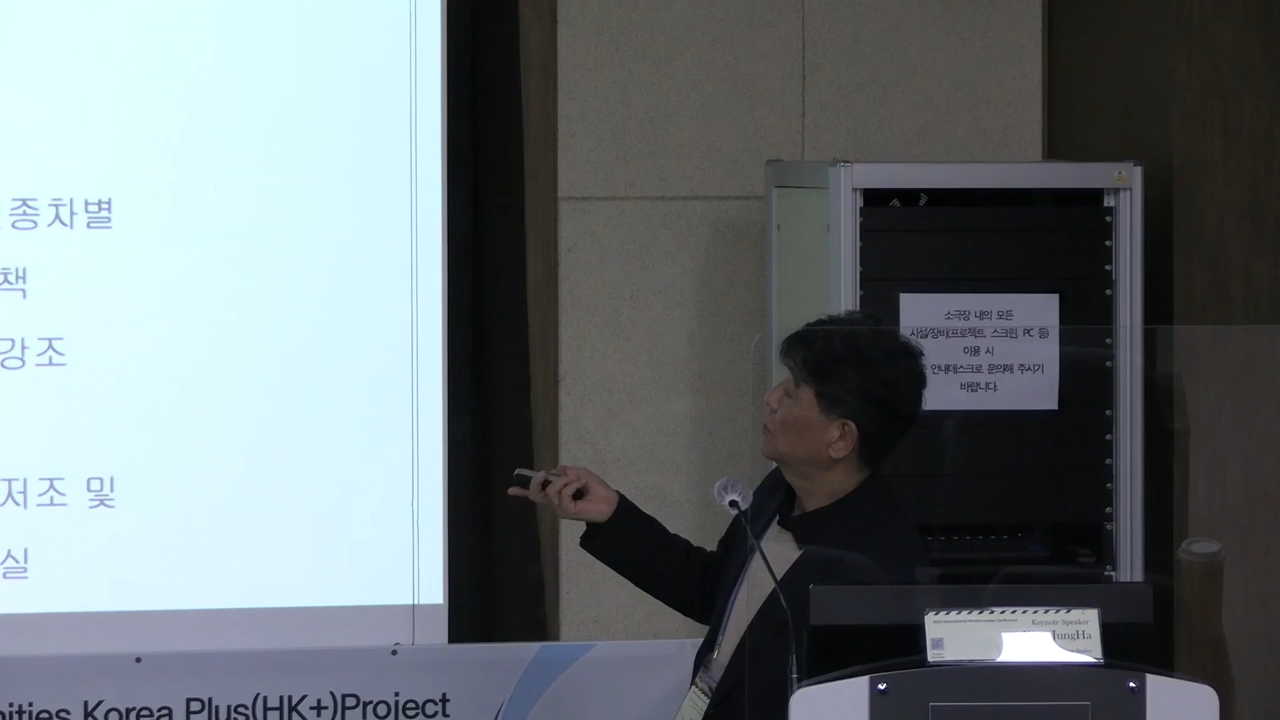 종차별
책
강조
저조 및
실
소극장 내의 모든
시설/장비(프로젝트, 스크린, PC 등)
이용 시
안내데스크로 문의해 주시기
바랍니다.
Keynote Speaker
JungHa
Korea Plus(HK+)Project